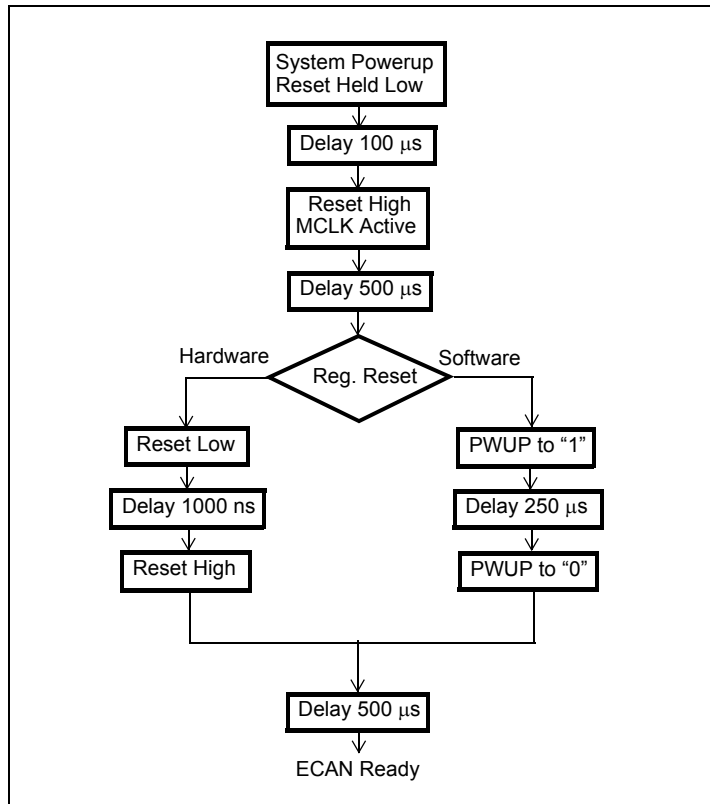 System Powerup
Reset Held Low
Delay 100 μs
Reset High
MCLK Active
Delay 500 μs
Hardware
Software
Reg. Reset
Reset Low
PWUP to “1”
Delay 1000 ns
Delay 250 μs
Reset High
PWUP to “0”
Delay 500 μs
ECAN Ready